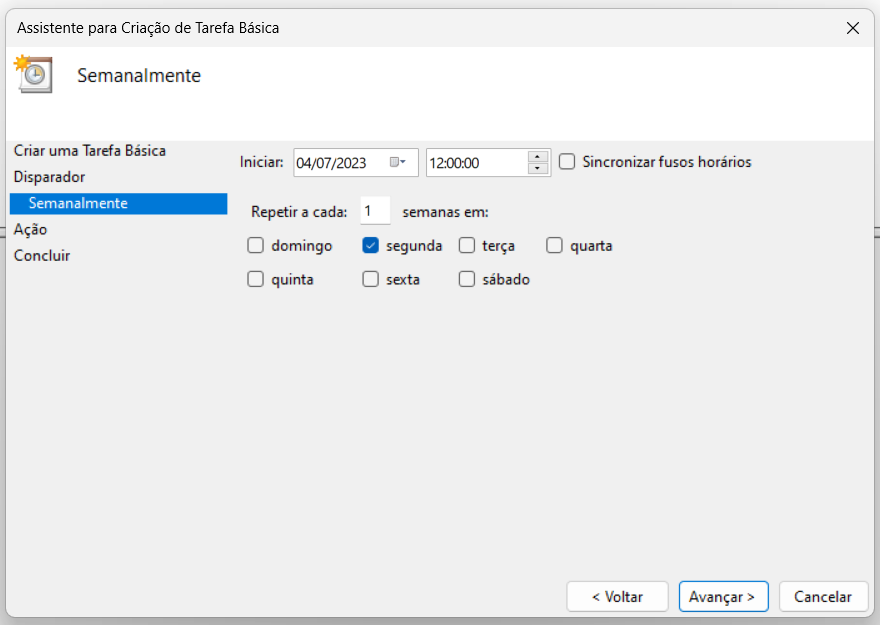 Assistente para Criação de Tarefa Básica
Semanalmente
Criar uma Tarefa Básica
Disparador
Semanalmente
Ação
Concluir
Iniciar: 04/07/2023 12:00:00 Sincronizar fusos horários
Repetir a cada: 1 semanas em:
domingo segunda terça quarta
quinta sexta sábado
< Voltar Avançar > Cancelar